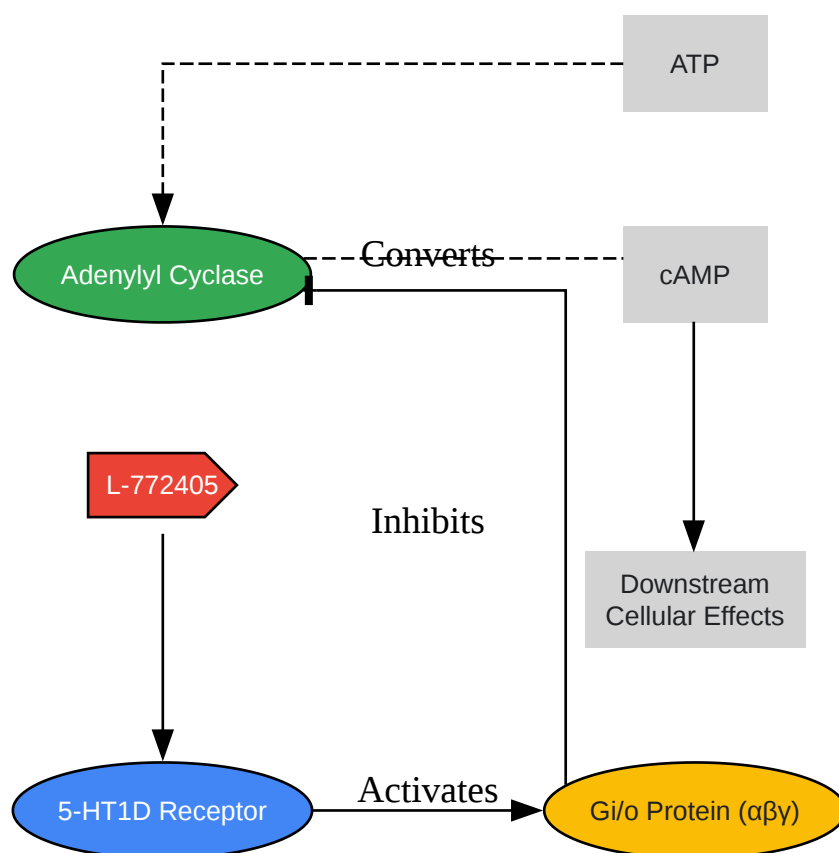 ATP
Converts
Adenylyl Cyclase
cAMP
L-772405
Inhibits
Downstream
Cellular Effects
Activates
5-HT1D Receptor
Gi/o Protein (αβγ)